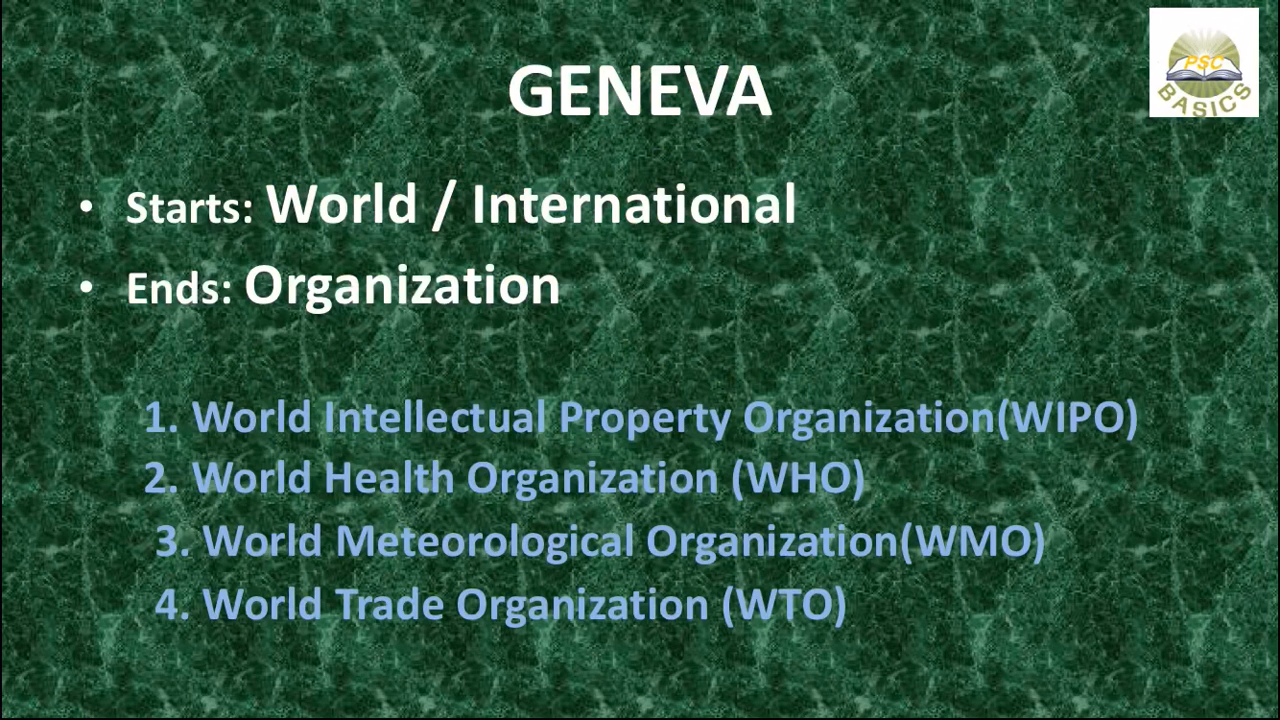 GENEVA
PSC
BASICS
• Starts: World / International
• Ends: Organization
1. World Intellectual Property Organization(WIPO)
2. World Health Organization (WHO)
3. World Meteorological Organization(WMO)
4. World Trade Organization (WTO)